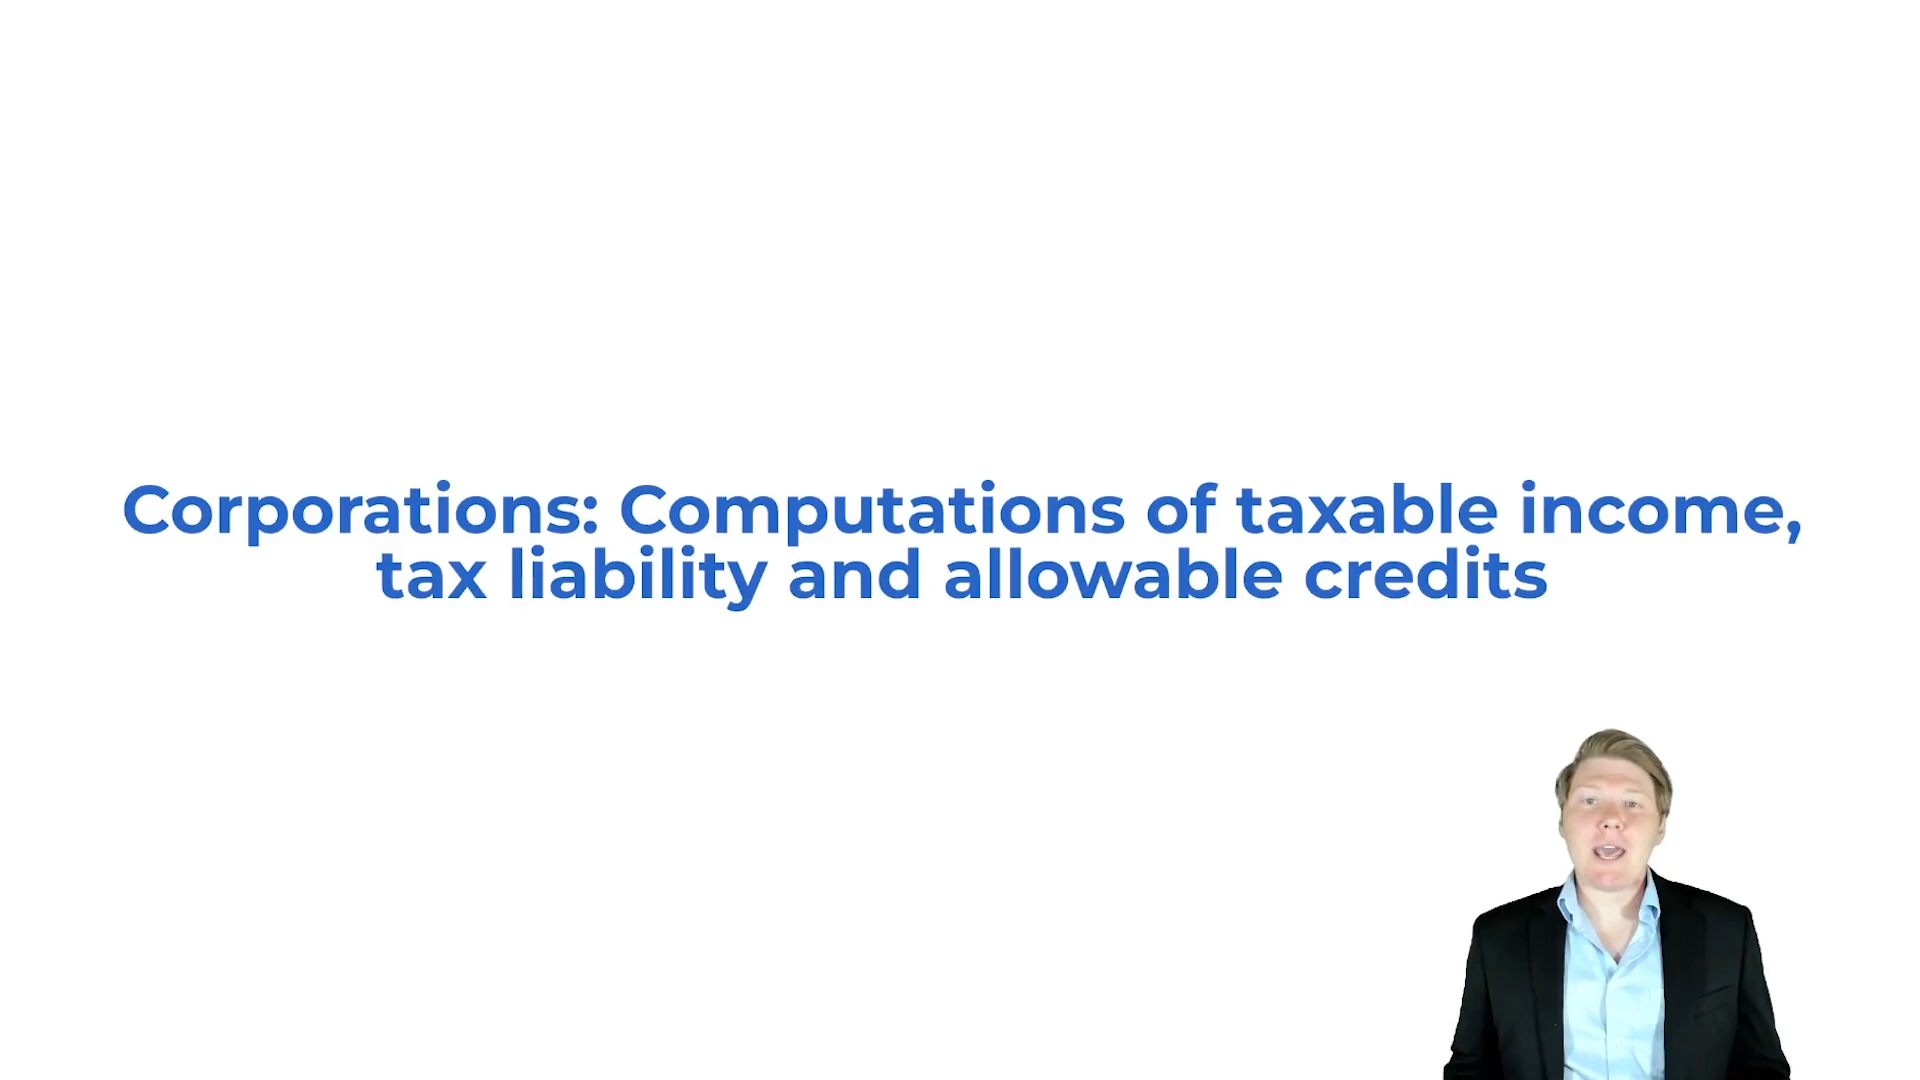 Corporations: Computations of taxable income,
tax liability and allowable credits